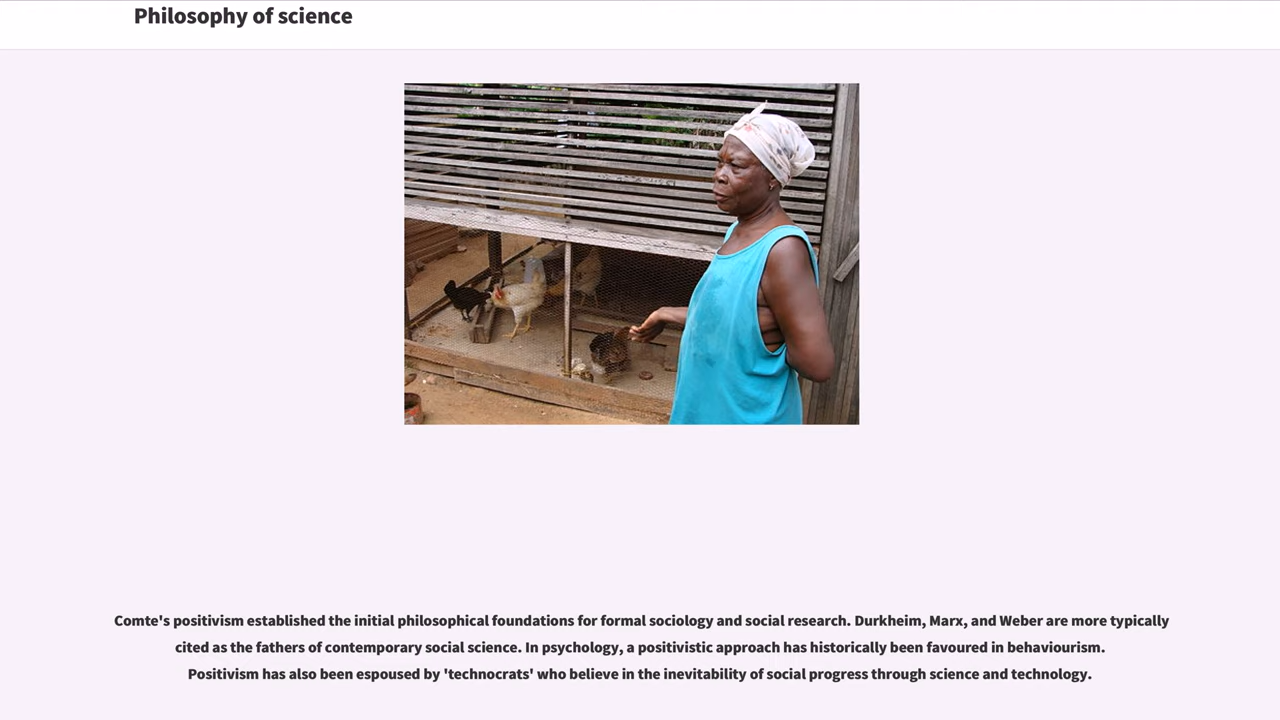 Philosophy of science
Comte's positivism established the initial philosophical foundations for formal sociology and social research. Durkheim, Marx, and Weber are more typically
cited as the fathers of contemporary social science. In psychology, a positivistic approach has historically been favoured in behaviourism.
Positivism has also been espoused by 'technocrats' who believe in the inevitability of social progress through science and technology.